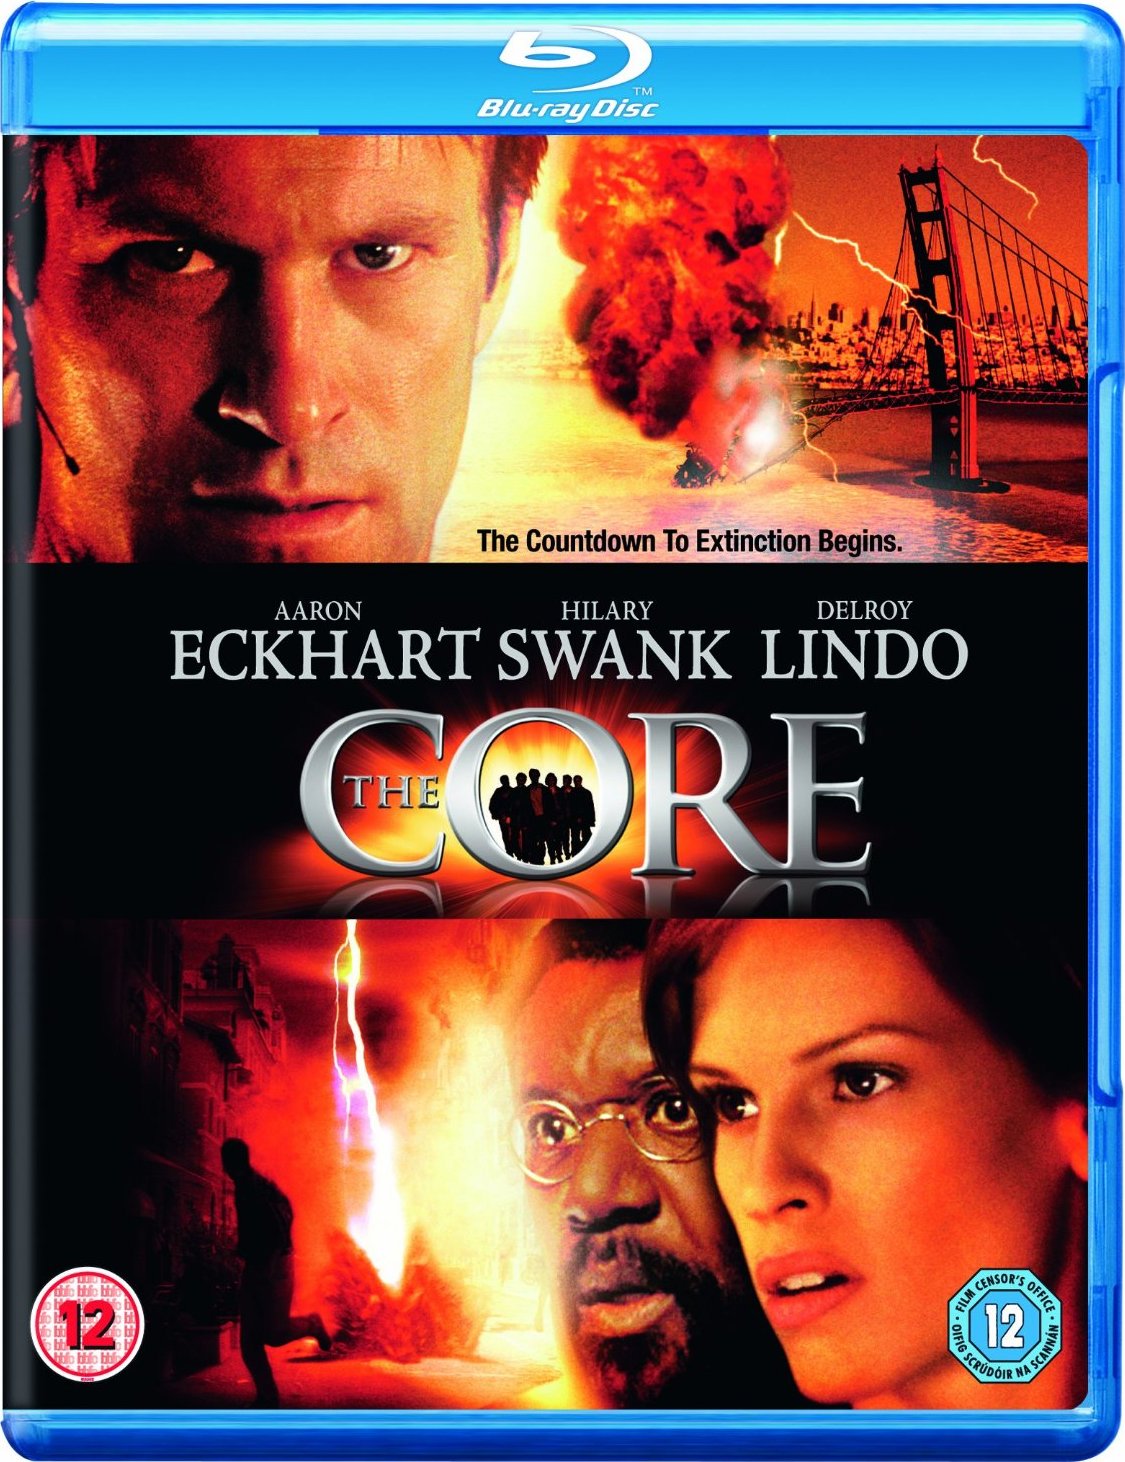 Blu-ray Disc
TM
The Countdown To Extinction Begins.
AARON HILARY DELROY
ECKHART SWANK LINDO
THE CORE
12
FILM CENSOR'S OFFICE
12
OIFIG SCRÚDÓIR NA SCANNÁN